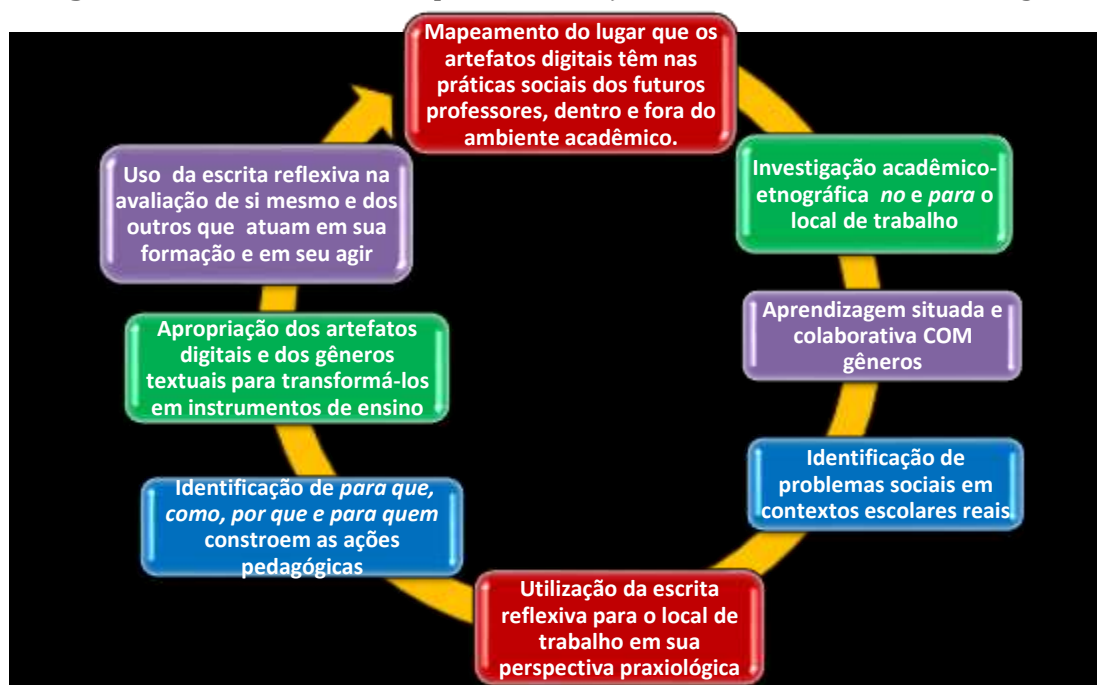 Mapeamento do lugar que os
artefatos digitais têm nas
práticas sociais dos futuros
professores, dentro e fora do
ambiente acadêmico.
Investigação acadêmico-
etnográfica no e para o
local de trabalho
Aprendizagem situada e
colaborativa COM
gêneros
Identificação de
problemas sociais em
contextos escolares reais
Utilização da escrita
reflexiva para o local de
trabalho em sua
perspectiva praxiológica
Identificação de para que,
como, por que e para quem
constroem as ações
pedagógicas
Apropriação dos artefatos
digitais e dos gêneros
textuais para transformá-los
em instrumentos de ensino
Uso da escrita reflexiva na
avaliação de si mesmo e dos
outros que atuam em sua
formação e em seu agir